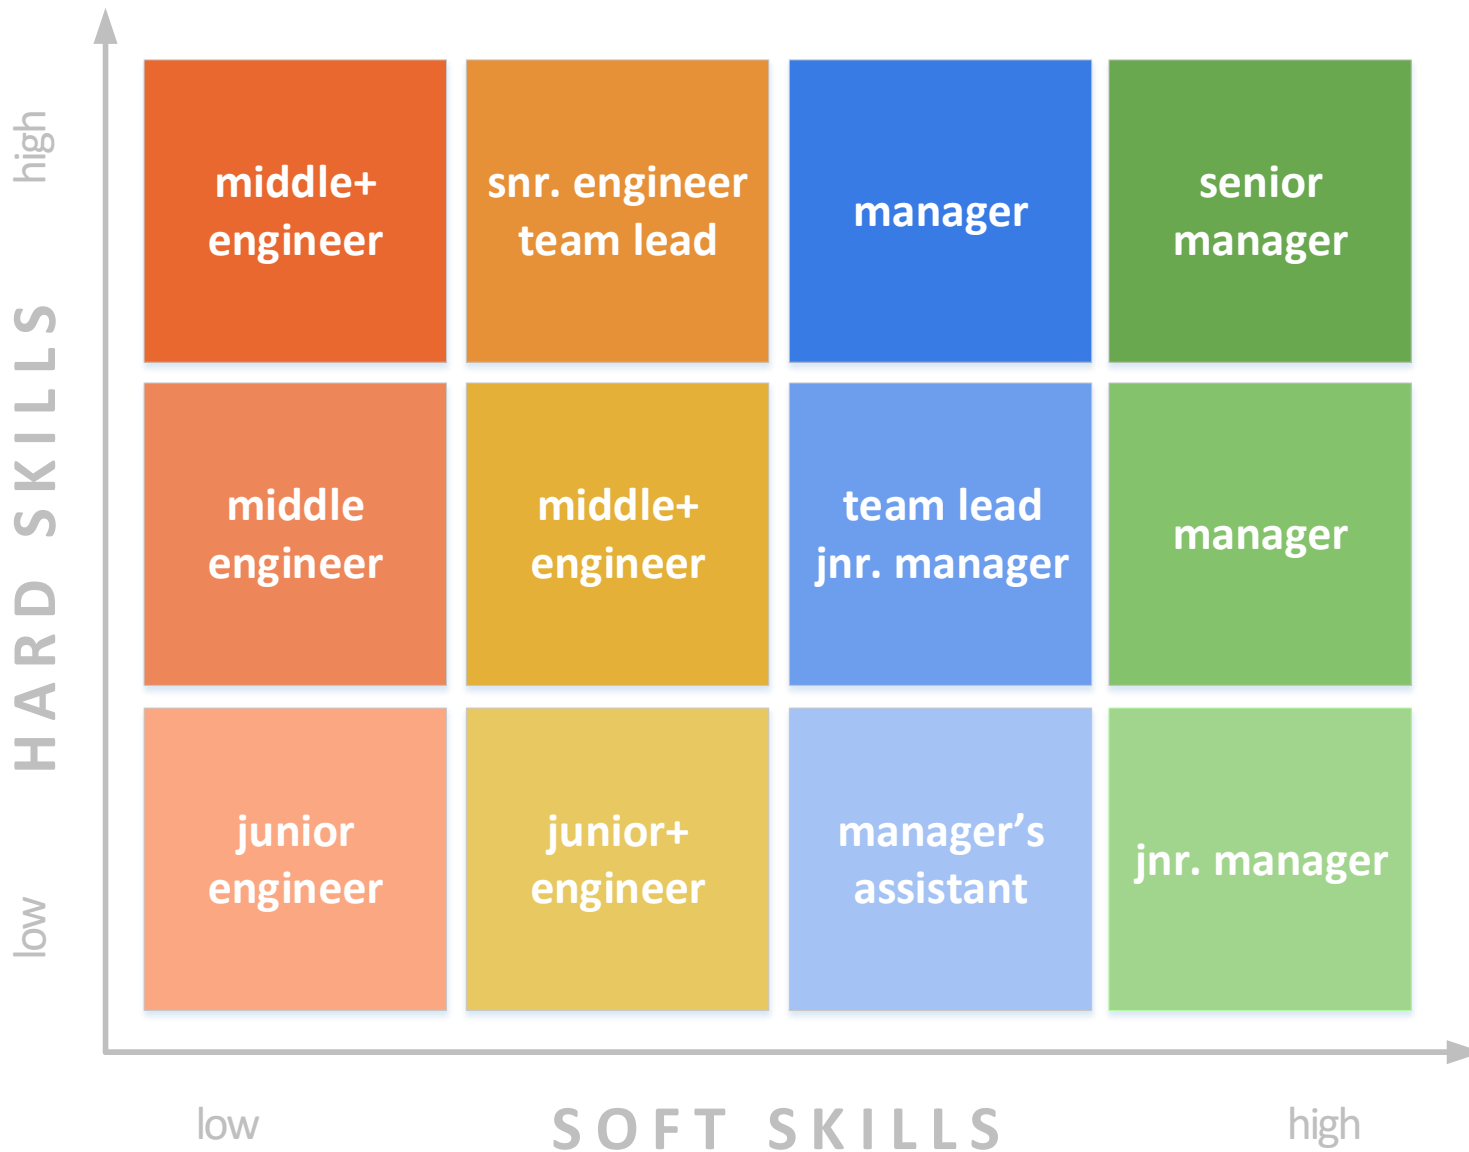 high
middle+
engineer
snr. engineer
team lead
manager
senior
manager
HARD SKILLS
middle
engineer
middle+
engineer
team lead
jnr. manager
manager
low
junior
engineer
junior+
engineer
manager’s
assistant
jnr. manager
low
SOFT SKILLS
high